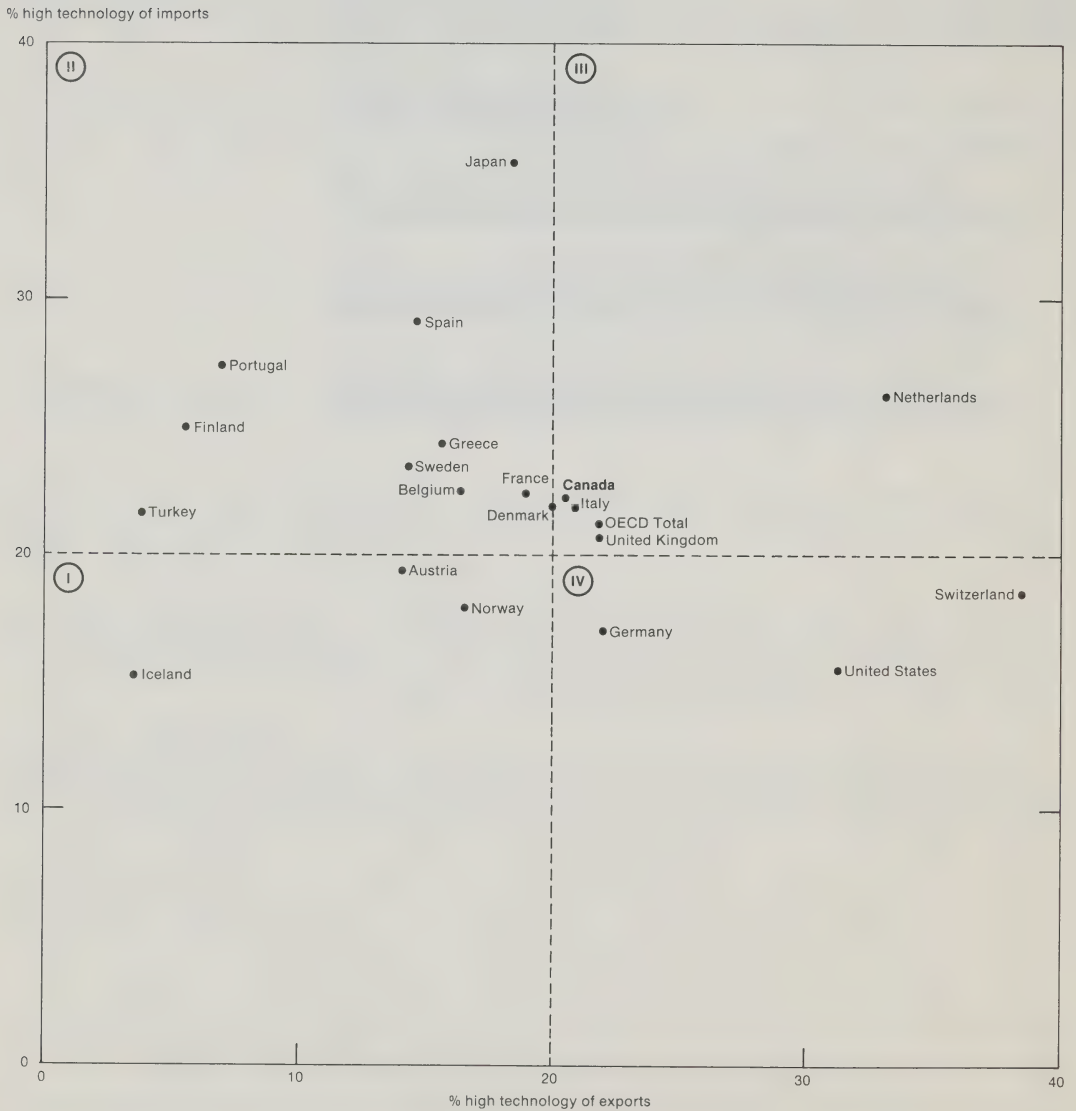 % high technology of imports
40
II
III
Japan
30
Spain
Portugal
Netherlands
Finland
Greece
Sweden
France
Canada
Belgium
Italy
Turkey
Denmark
OECD Total
United Kingdom
20
I
Austria
IV
Switzerland
Norway
Germany
Iceland
United States
10
0
0
10
20
30
40
% high technology of exports